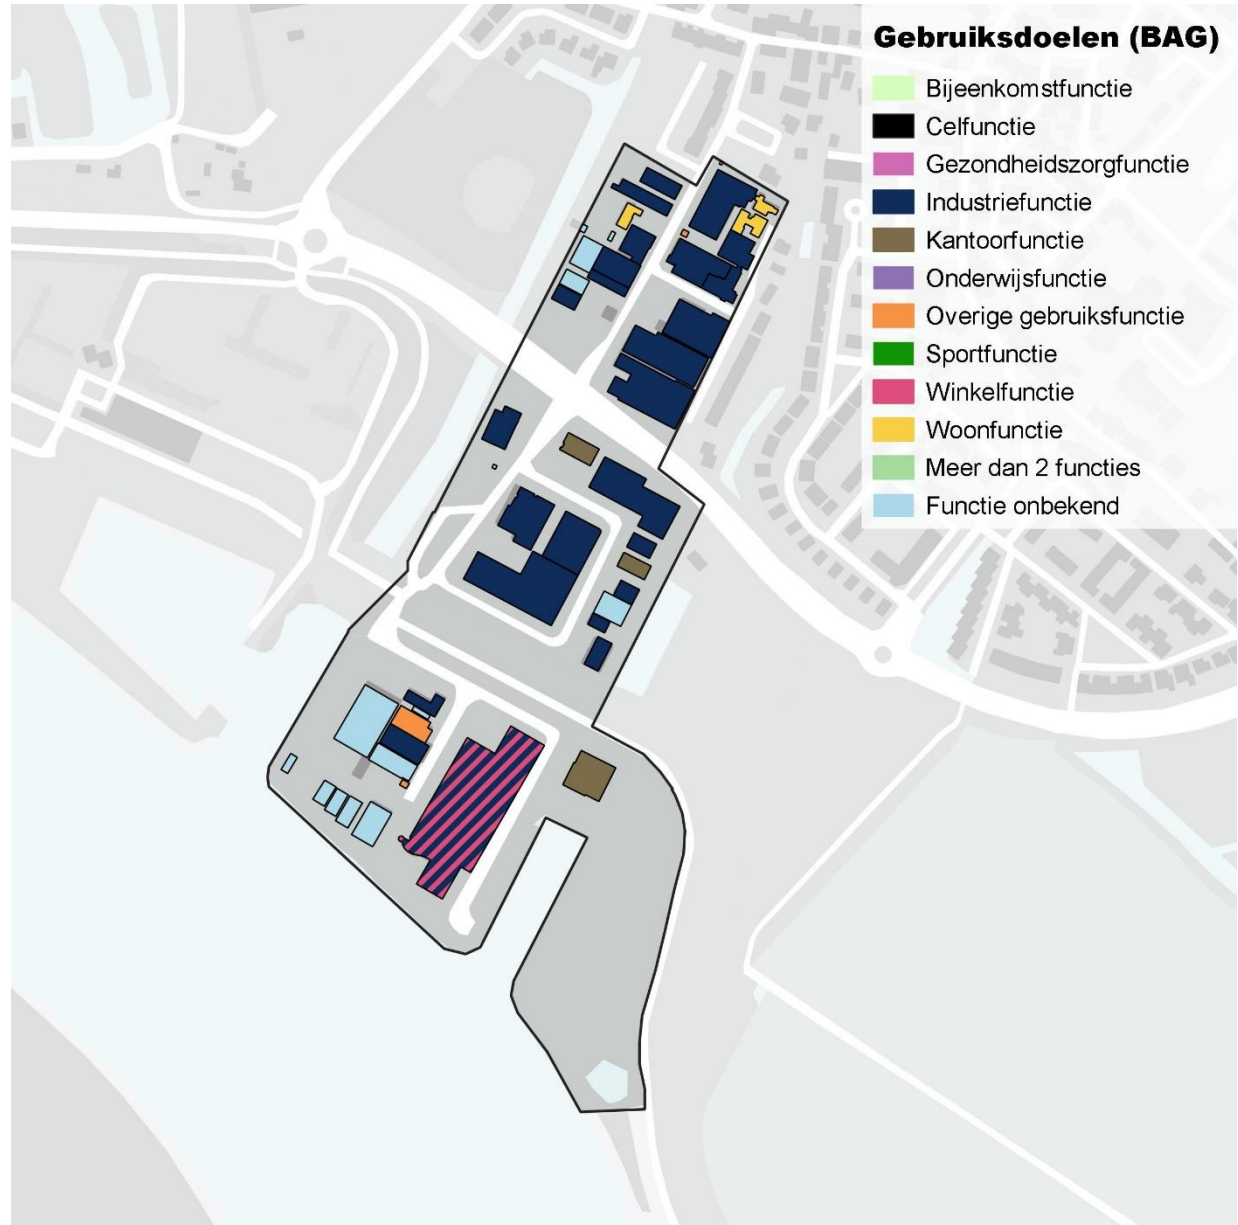 Gebruiksdoelen (BAG)
Bijeenkomstfunctie
Celfunctie
Gezondheidszorgfunctie
Industriefunctie
Kantoorfunctie
Onderwijsfunctie
Overige gebruiksfunctie
Sportfunctie
Winkelfunctie
Woonfunctie
Meer dan 2 functies
Functie onbekend